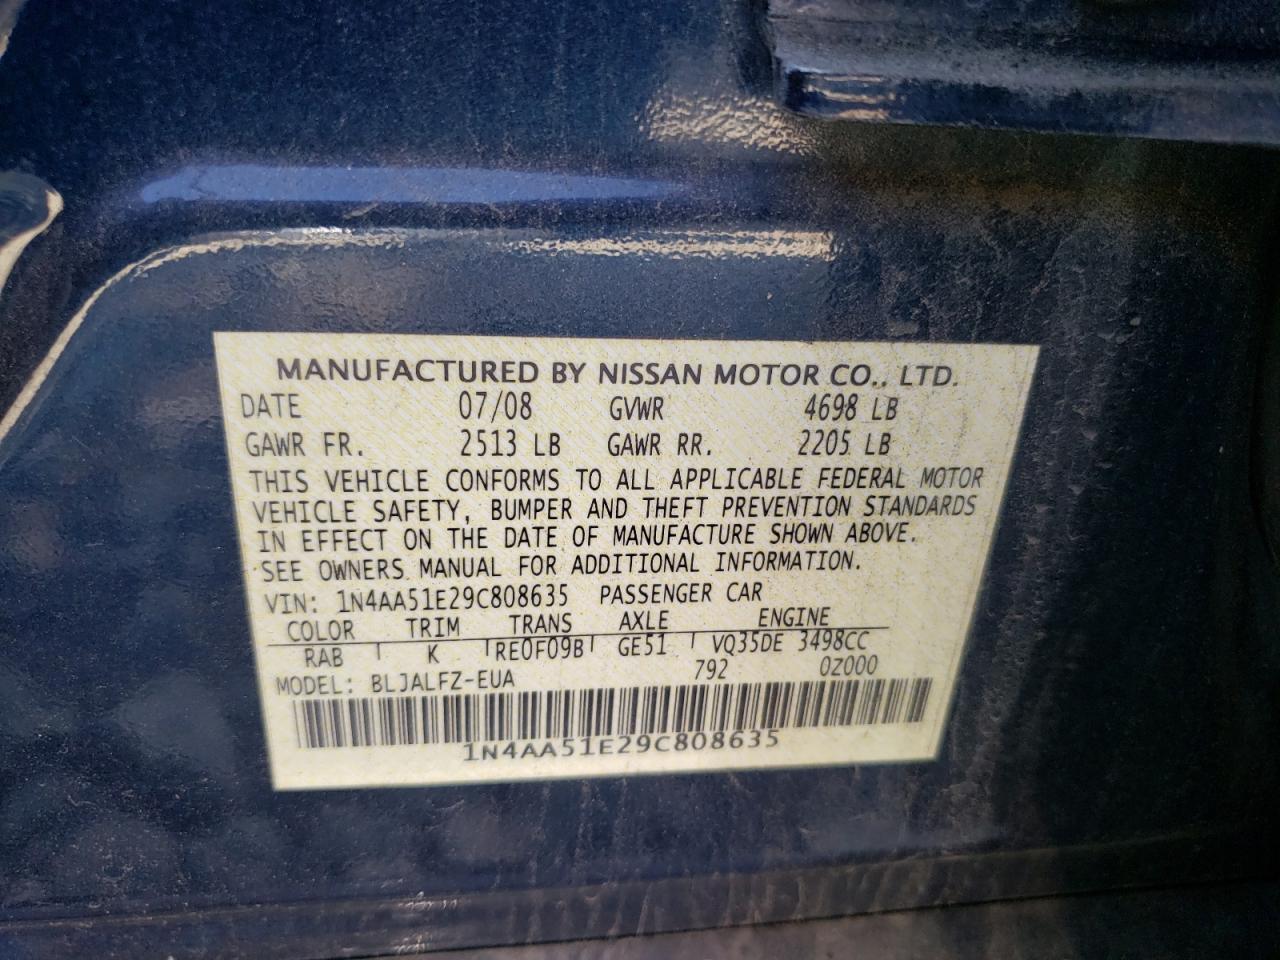 MANUFACTURED BY NISSAN MOTOR CO., LTD.
DATE 07/08 GVWR 4698 LB
GAWR FR. 2513 LB GAWR RR. 2205 LB
THIS VEHICLE CONFORMS TO ALL APPLICABLE FEDERAL MOTOR
VEHICLE SAFETY, BUMPER AND THEFT PREVENTION STANDARDS
IN EFFECT ON THE DATE OF MANUFACTURE SHOWN ABOVE.
SEE OWNERS MANUAL FOR ADDITIONAL INFORMATION.
VIN: 1N4AA51E29C808635 PASSENGER CAR
COLOR TRIM TRANS AXLE ENGINE
RAB K RE0F09B GE51 VQ35DE 3498CC
MODEL: BLJALFZ-EUA 792 0Z000
1N4AA51E29C808635